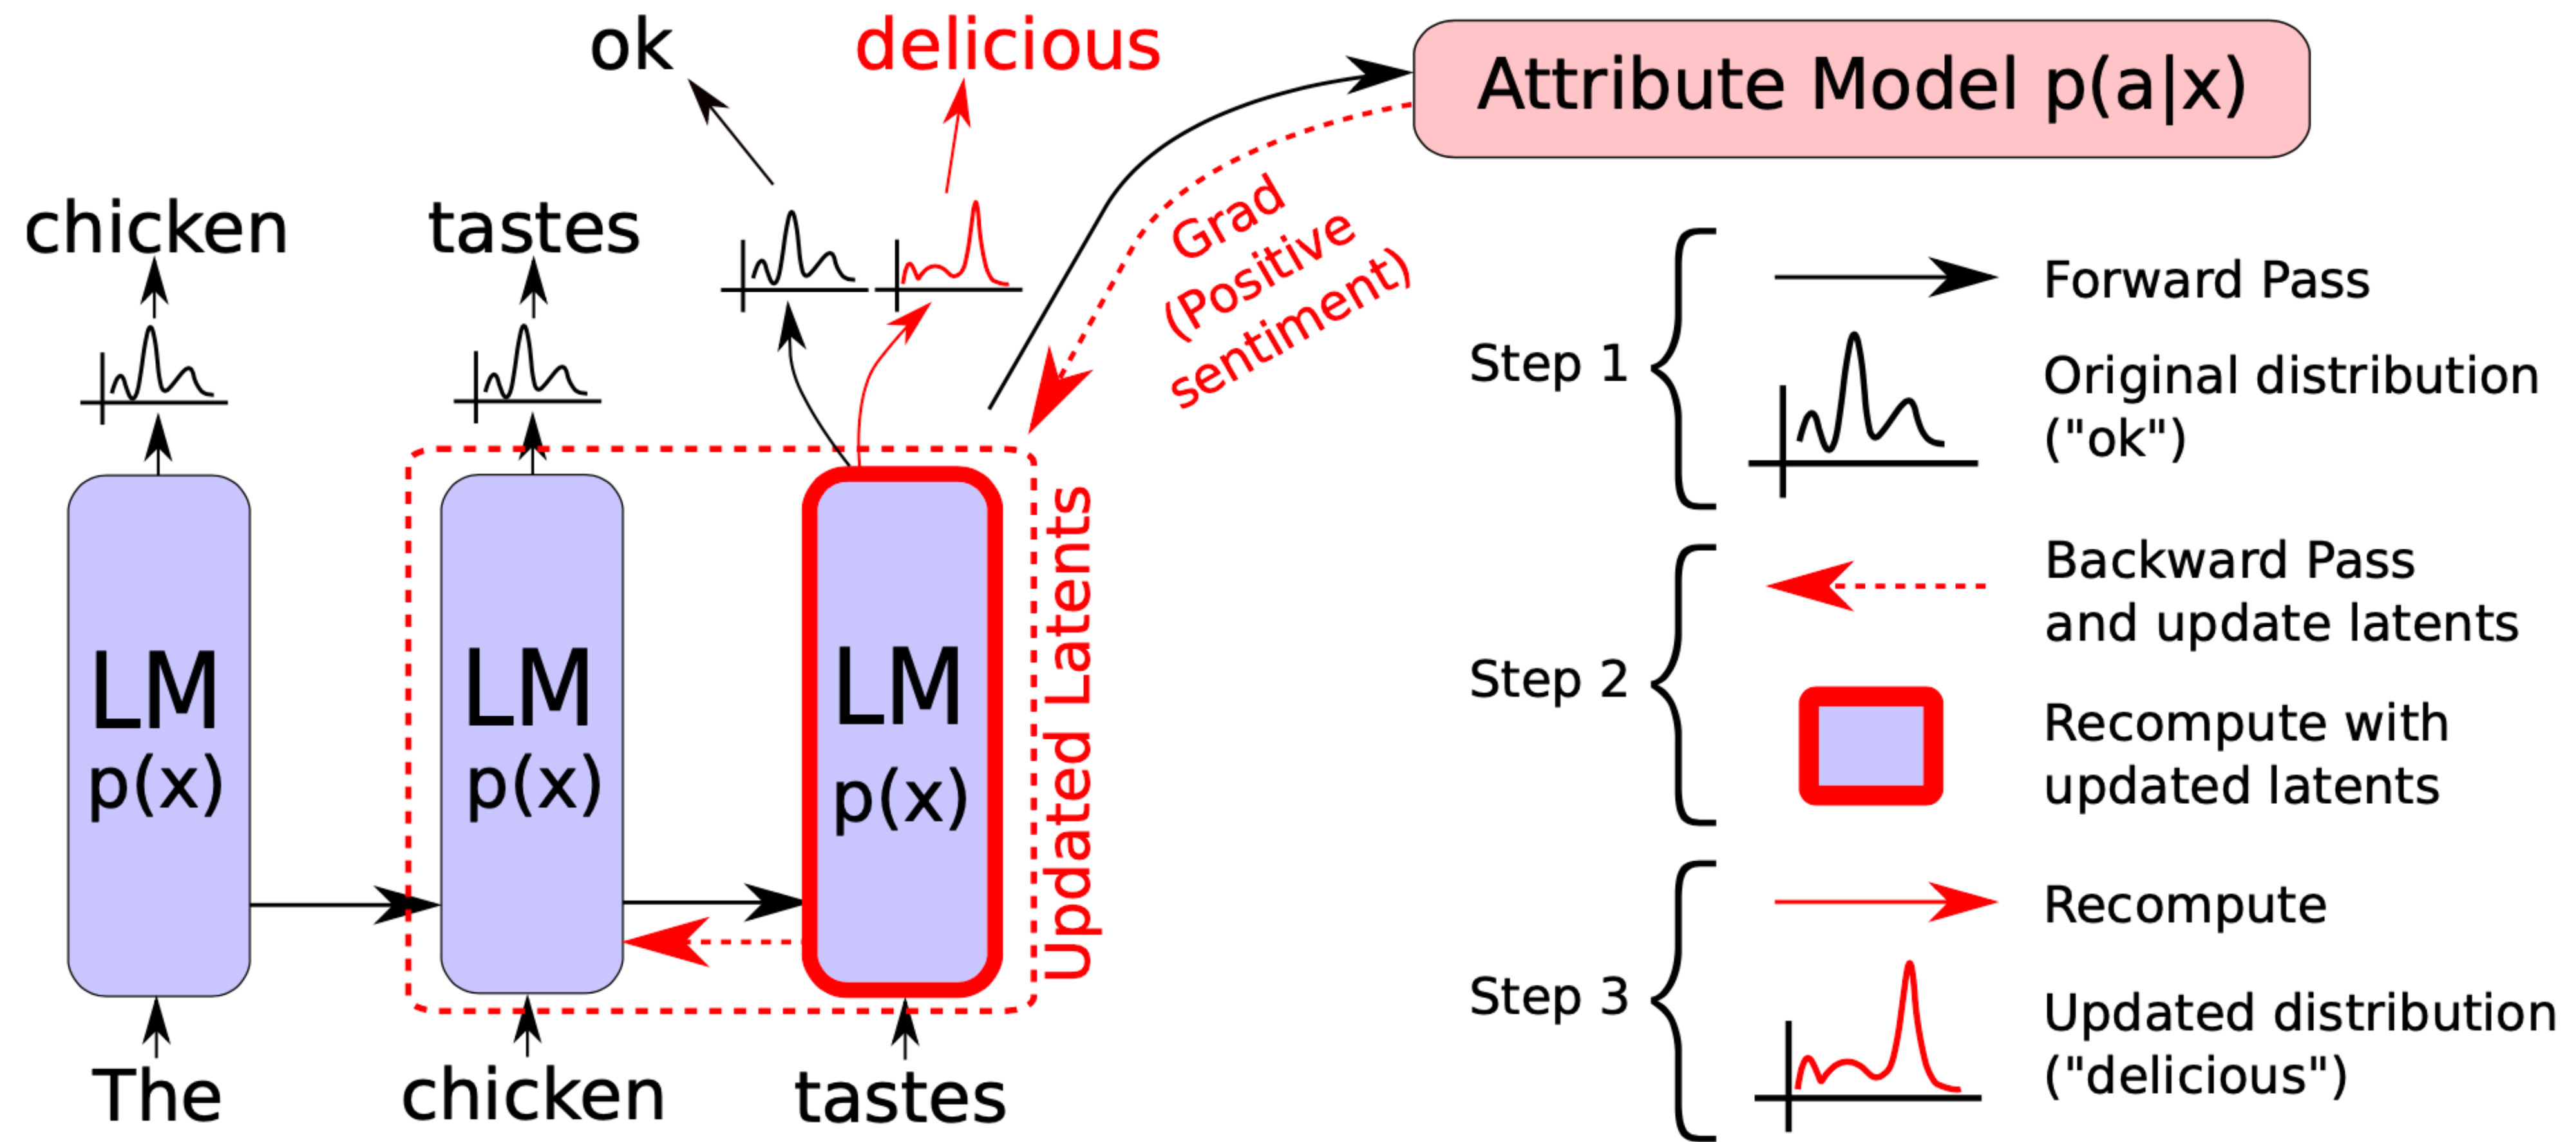 ok
delicious
Attribute Model p(a|x)
chicken
tastes
Grad
(Positive
sentiment)
LM
p(x)
LM
p(x)
LM
p(x)
Updated Latents
The
chicken
tastes
Step 1
Forward Pass
Original distribution
("ok")
Step 2
Backward Pass
and update latents
Recompute with
updated latents
Step 3
Recompute
Updated distribution
("delicious")